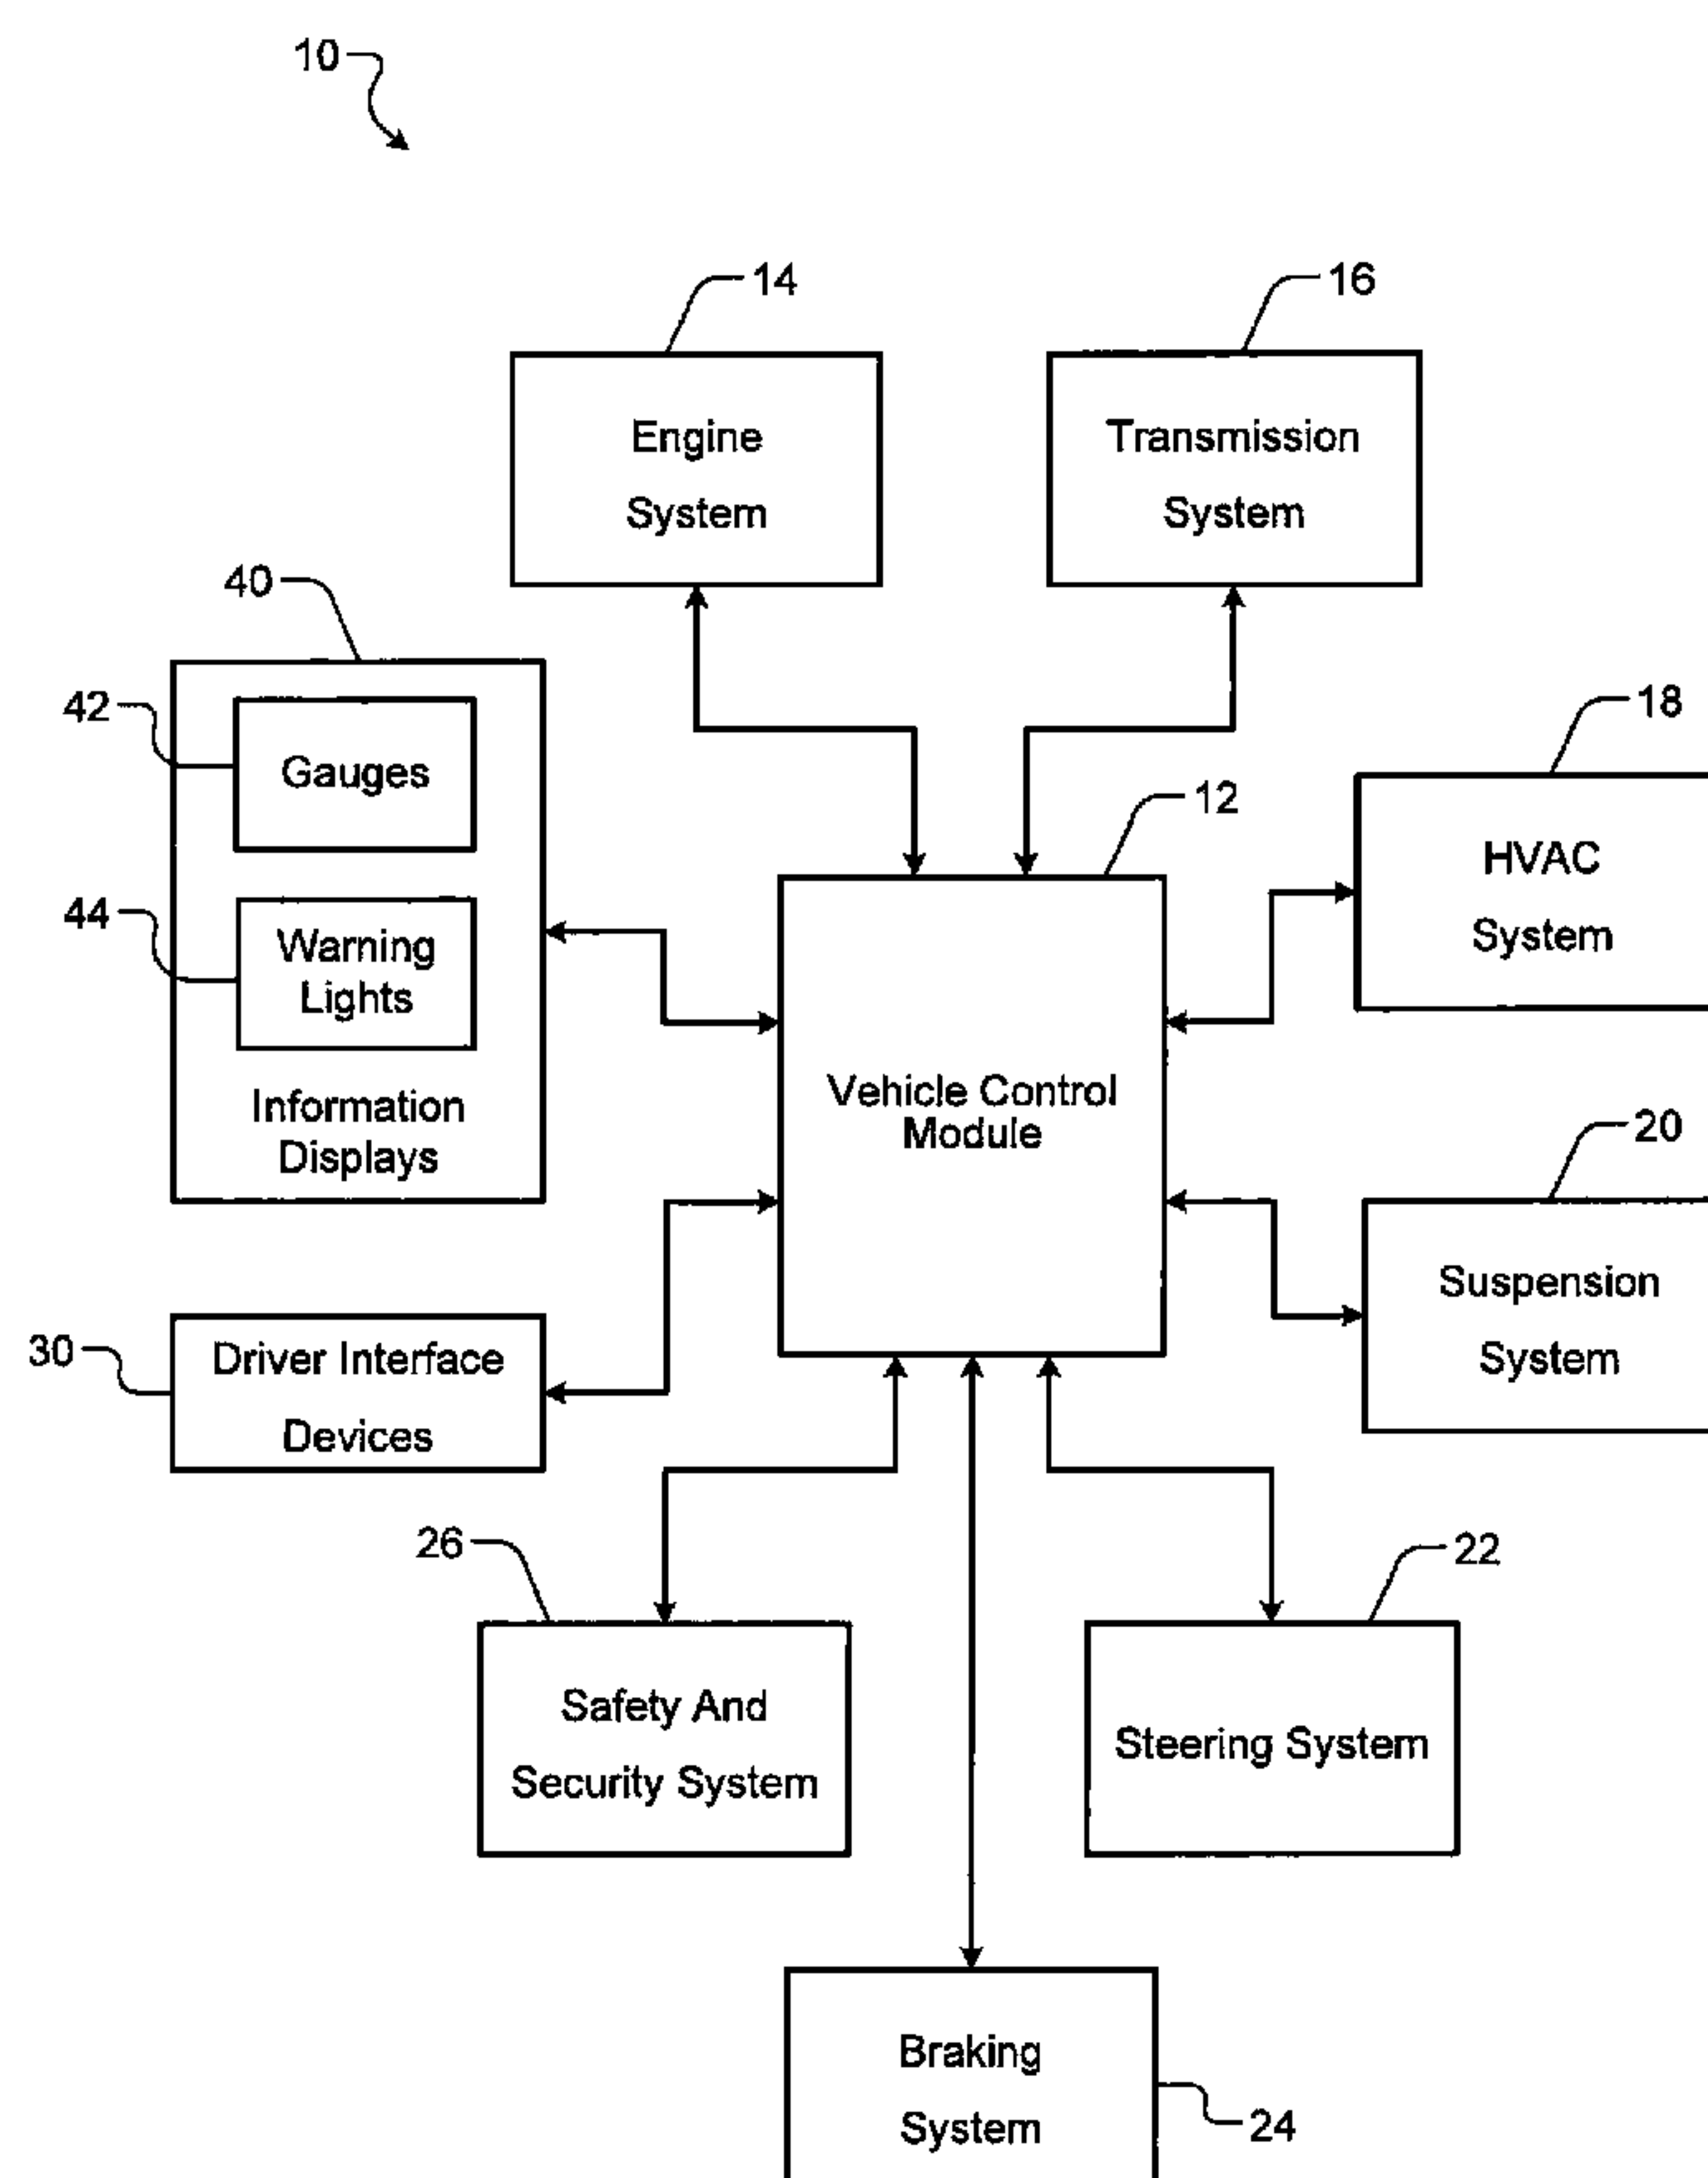 10
14
16
Engine
System
Transmission
System
40
42
Gauges
18
12
HVAC
System
44
Warning
Lights
Information
Displays
Vehicle Control
Module
20
Suspension
System
30
Driver Interface
Devices
26
22
Safety And
Security System
Steering System
Braking
System
24